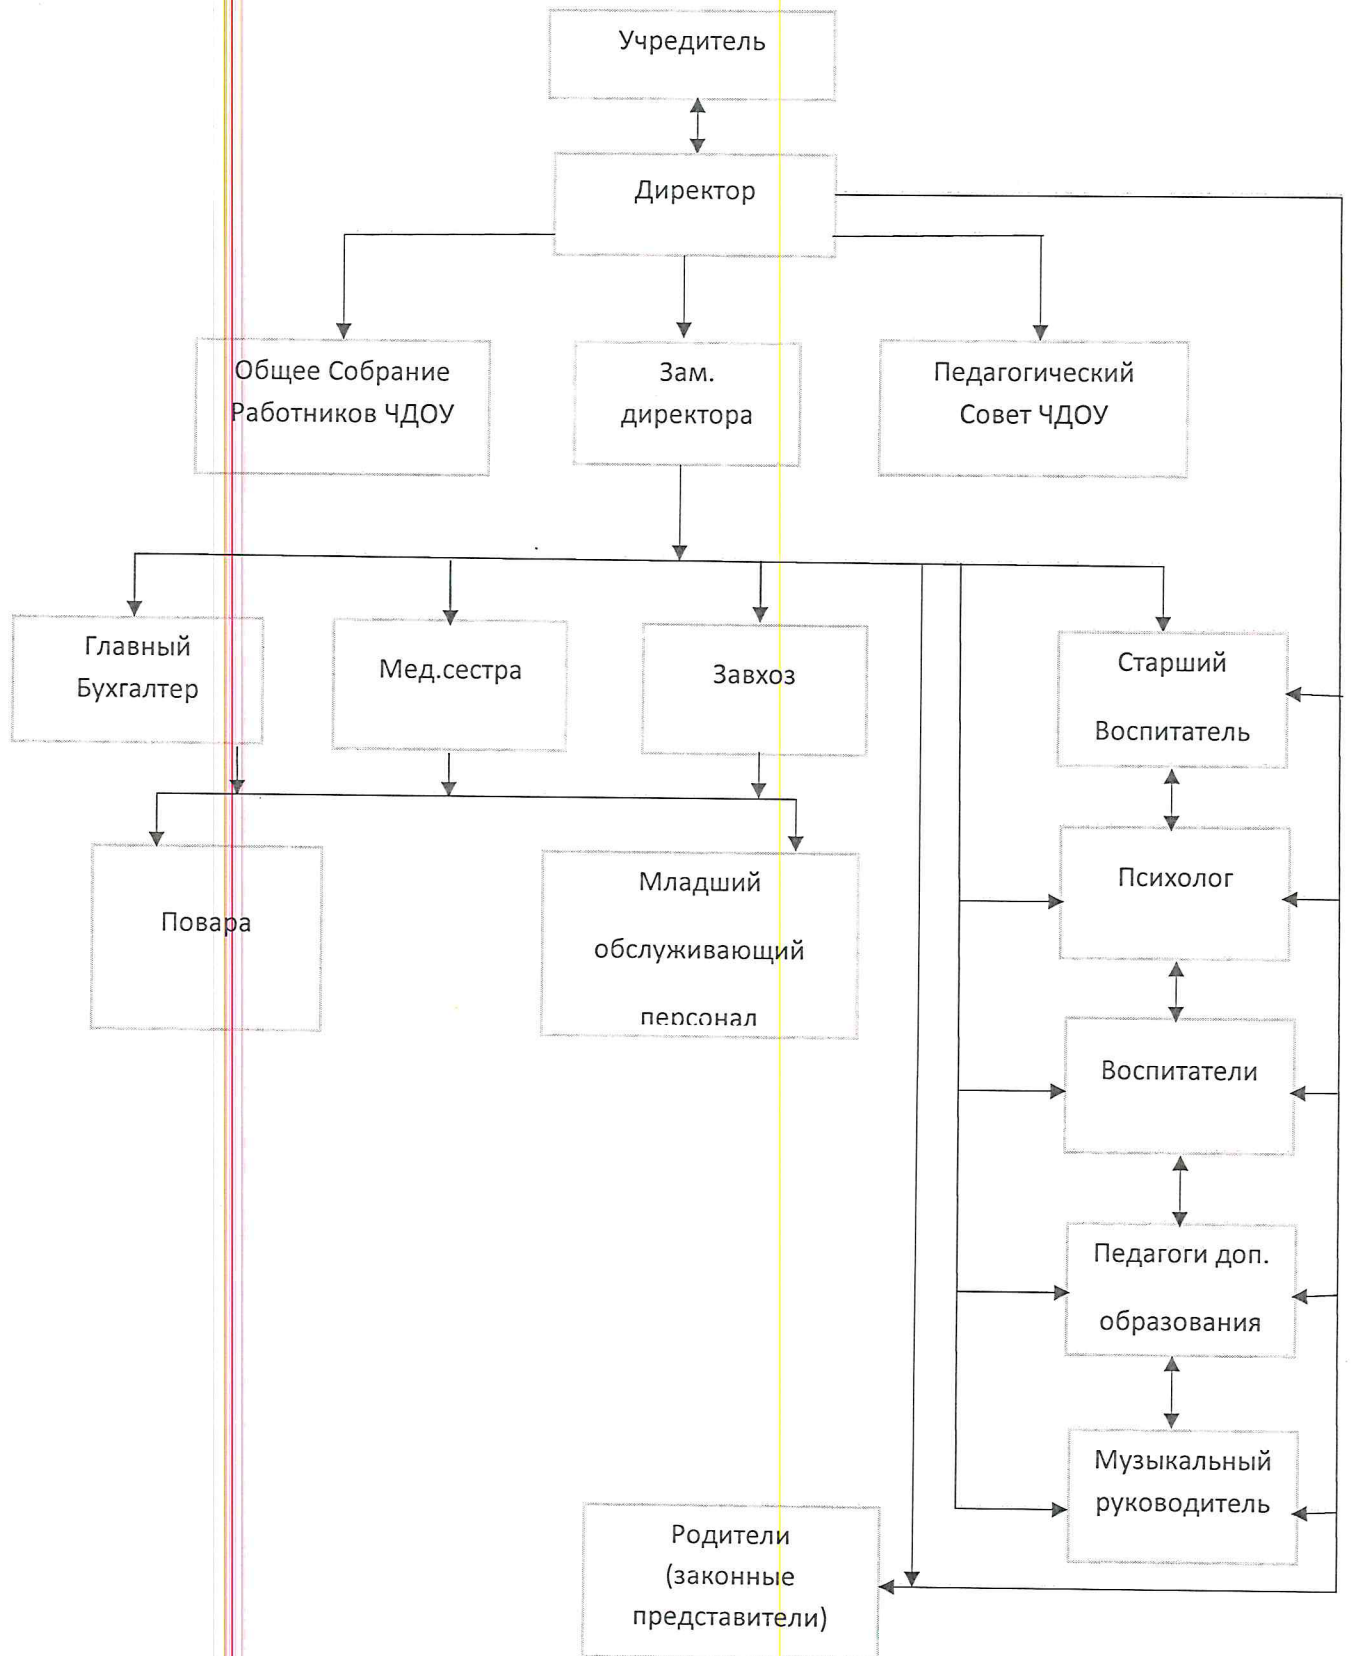 Учредитель
Директор
Общее Собрание
Работников ЧДОУ
Зам.
директора
Педагогический
Совет ЧДОУ
Главный
Бухгалтер
Мед.сестра
Завхоз
Старший
Воспитатель
Психолог
Повара
Младший
обслуживающий
персонал
Воспитатели
Педагоги доп.
образования
Музыкальный
руководитель
Родители
(законные
представители)